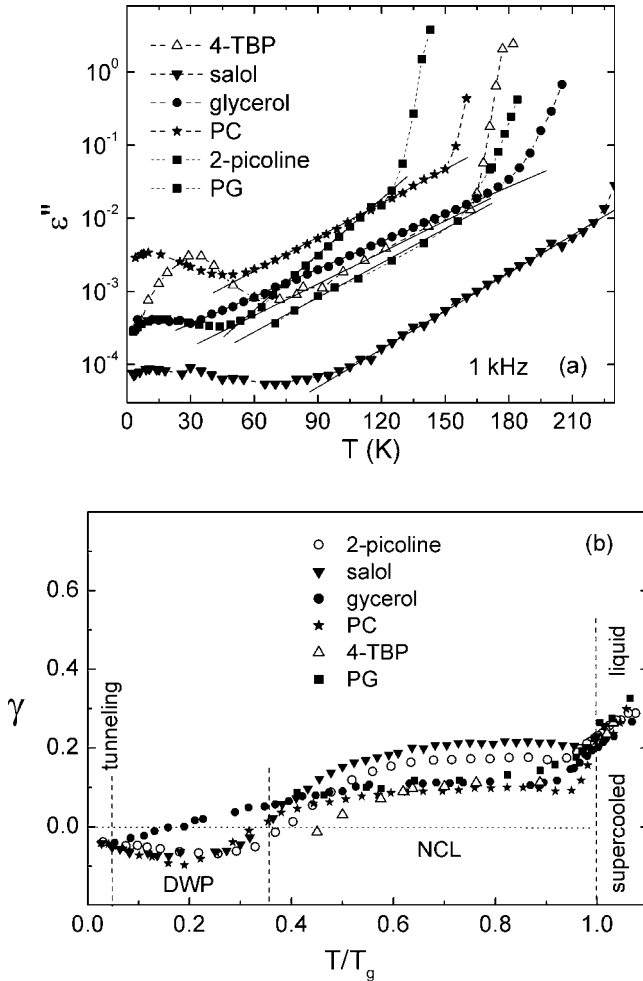 4-TBP
salol
glycerol
PC
2-picoline
PG
10⁰
10⁻¹
10⁻²
10⁻³
10⁻⁴
ε"
1 kHz
(a)
0 30 60 90 120 150 180 210
T (K)
(b)
2-picoline
salol
gycerol
PC
4-TBP
PG
0.6
0.4
0.2
0.0
γ
tunneling
DWP
NCL
liquid
supercooled
0.0 0.2 0.4 0.6 0.8 1.0
T/Tg